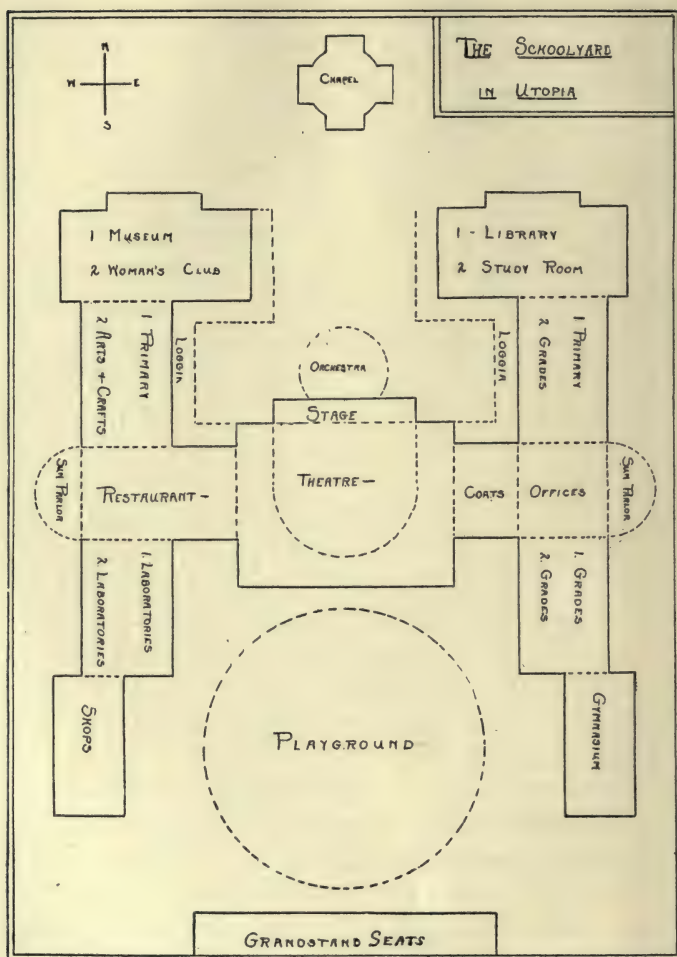 THE SCHOOLYARD
IN UTOPIA
N
W E
S
CHAPEL
1 MUSEUM
2 WOMAN'S CLUB
1 - LIBRARY
2 STUDY ROOM
1 PRIMARY
2 ARTS + CRAFTS
LOGGIA
ORCHESTRA
LOGGIA
1 PRIMARY
2 GRADES
STAGE
SUN PARLOR
RESTAURANT -
THEATRE -
COATS
OFFICES
SUN PARLOR
1. LABORATORIES
2 LABORATORIES
1. GRADES
2. GRADES
SHOPS
PLAYGROUND
GYMNASIUM
GRANDSTAND SEATS